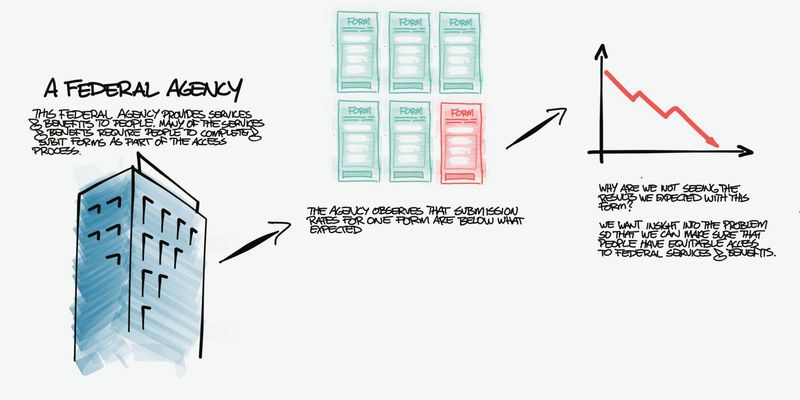 A FEDERAL AGENCY
THIS FEDERAL AGENCY PROVIDES SERVICES
& BENEFITS TO PEOPLE. MANY OF THE SERVICES
& BENEFITS REQUIRE PEOPLE TO COMPLETE &
SUBIT FORMS AS PART OF THE ACCESS
PROCESS.
FORM FORM FORM
FORM FORM FORM
THE AGENCY OBSERVES THAT SUBMISSION
RATES FOR ONE FORM ARE BELOW WHAT
EXPECTED
WHY ARE WE NOT SEEING THE
RESULTS WE EXPECTED WITH THIS
FORM?
WE WANT INSIGHT INTO THE PROBLEM
SO THAT WE CAN MAKE SURE THAT
PEOPLE HAVE EQUITABLE ACCESS
TO FEDERAL SERVICES & BENEFITS.